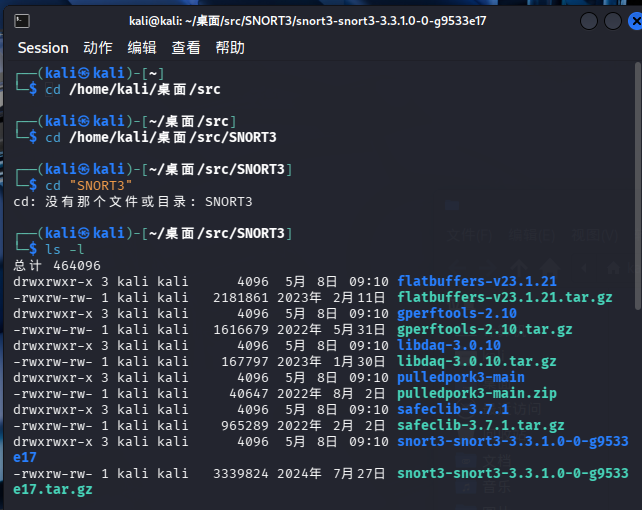 kali@kali: ~/桌面/src/SNORT3/snort3-snort3-3.3.1.0-0-g9533e17
Session 动作 编辑 查看 帮助
┌──(kali㉿kali)-[~]
└─$ cd /home/kali/桌面/src
┌──(kali㉿kali)-[~/桌面/src]
└─$ cd /home/kali/桌面/src/SNORT3
┌──(kali㉿kali)-[~/桌面/src/SNORT3]
└─$ cd "SNORT3"
cd: 没有那个文件或目录: SNORT3
┌──(kali㉿kali)-[~/桌面/src/SNORT3]
└─$ ls -l
总计 464096
drwxrwxr-x 3 kali kali 4096 5月 8日 09:10 flatbuffers-v23.1.21
-rwxrw-rw- 1 kali kali 2181861 2023年 2月11日 flatbuffers-v23.1.21.tar.gz
drwxrwxr-x 3 kali kali 4096 5月 8日 09:10 gperftools-2.10
-rwxrw-rw- 1 kali kali 1616679 2022年 5月31日 gperftools-2.10.tar.gz
drwxrwxr-x 3 kali kali 4096 5月 8日 09:10 libdaq-3.0.10
-rwxrw-rw- 1 kali kali 167797 2023年 1月30日 libdaq-3.0.10.tar.gz
drwxrwxr-x 3 kali kali 4096 5月 8日 09:10 pulledpork3-main
-rwxrw-rw- 1 kali kali 40647 2022年 8月 2日 pulledpork3-main.zip
drwxrwxr-x 3 kali kali 4096 5月 8日 09:10 safeclib-3.7.1
-rwxrw-rw- 1 kali kali 965289 2022年 2月 2日 safeclib-3.7.1.tar.gz
drwxrwxr-x 3 kali kali 4096 5月 8日 09:10 snort3-snort3-3.3.1.0-0-g9533
e17
-rwxrw-rw- 1 kali kali 3339824 2024年 7月27日 snort3-snort3-3.3.1.0-0-g9533
e17.tar.gz